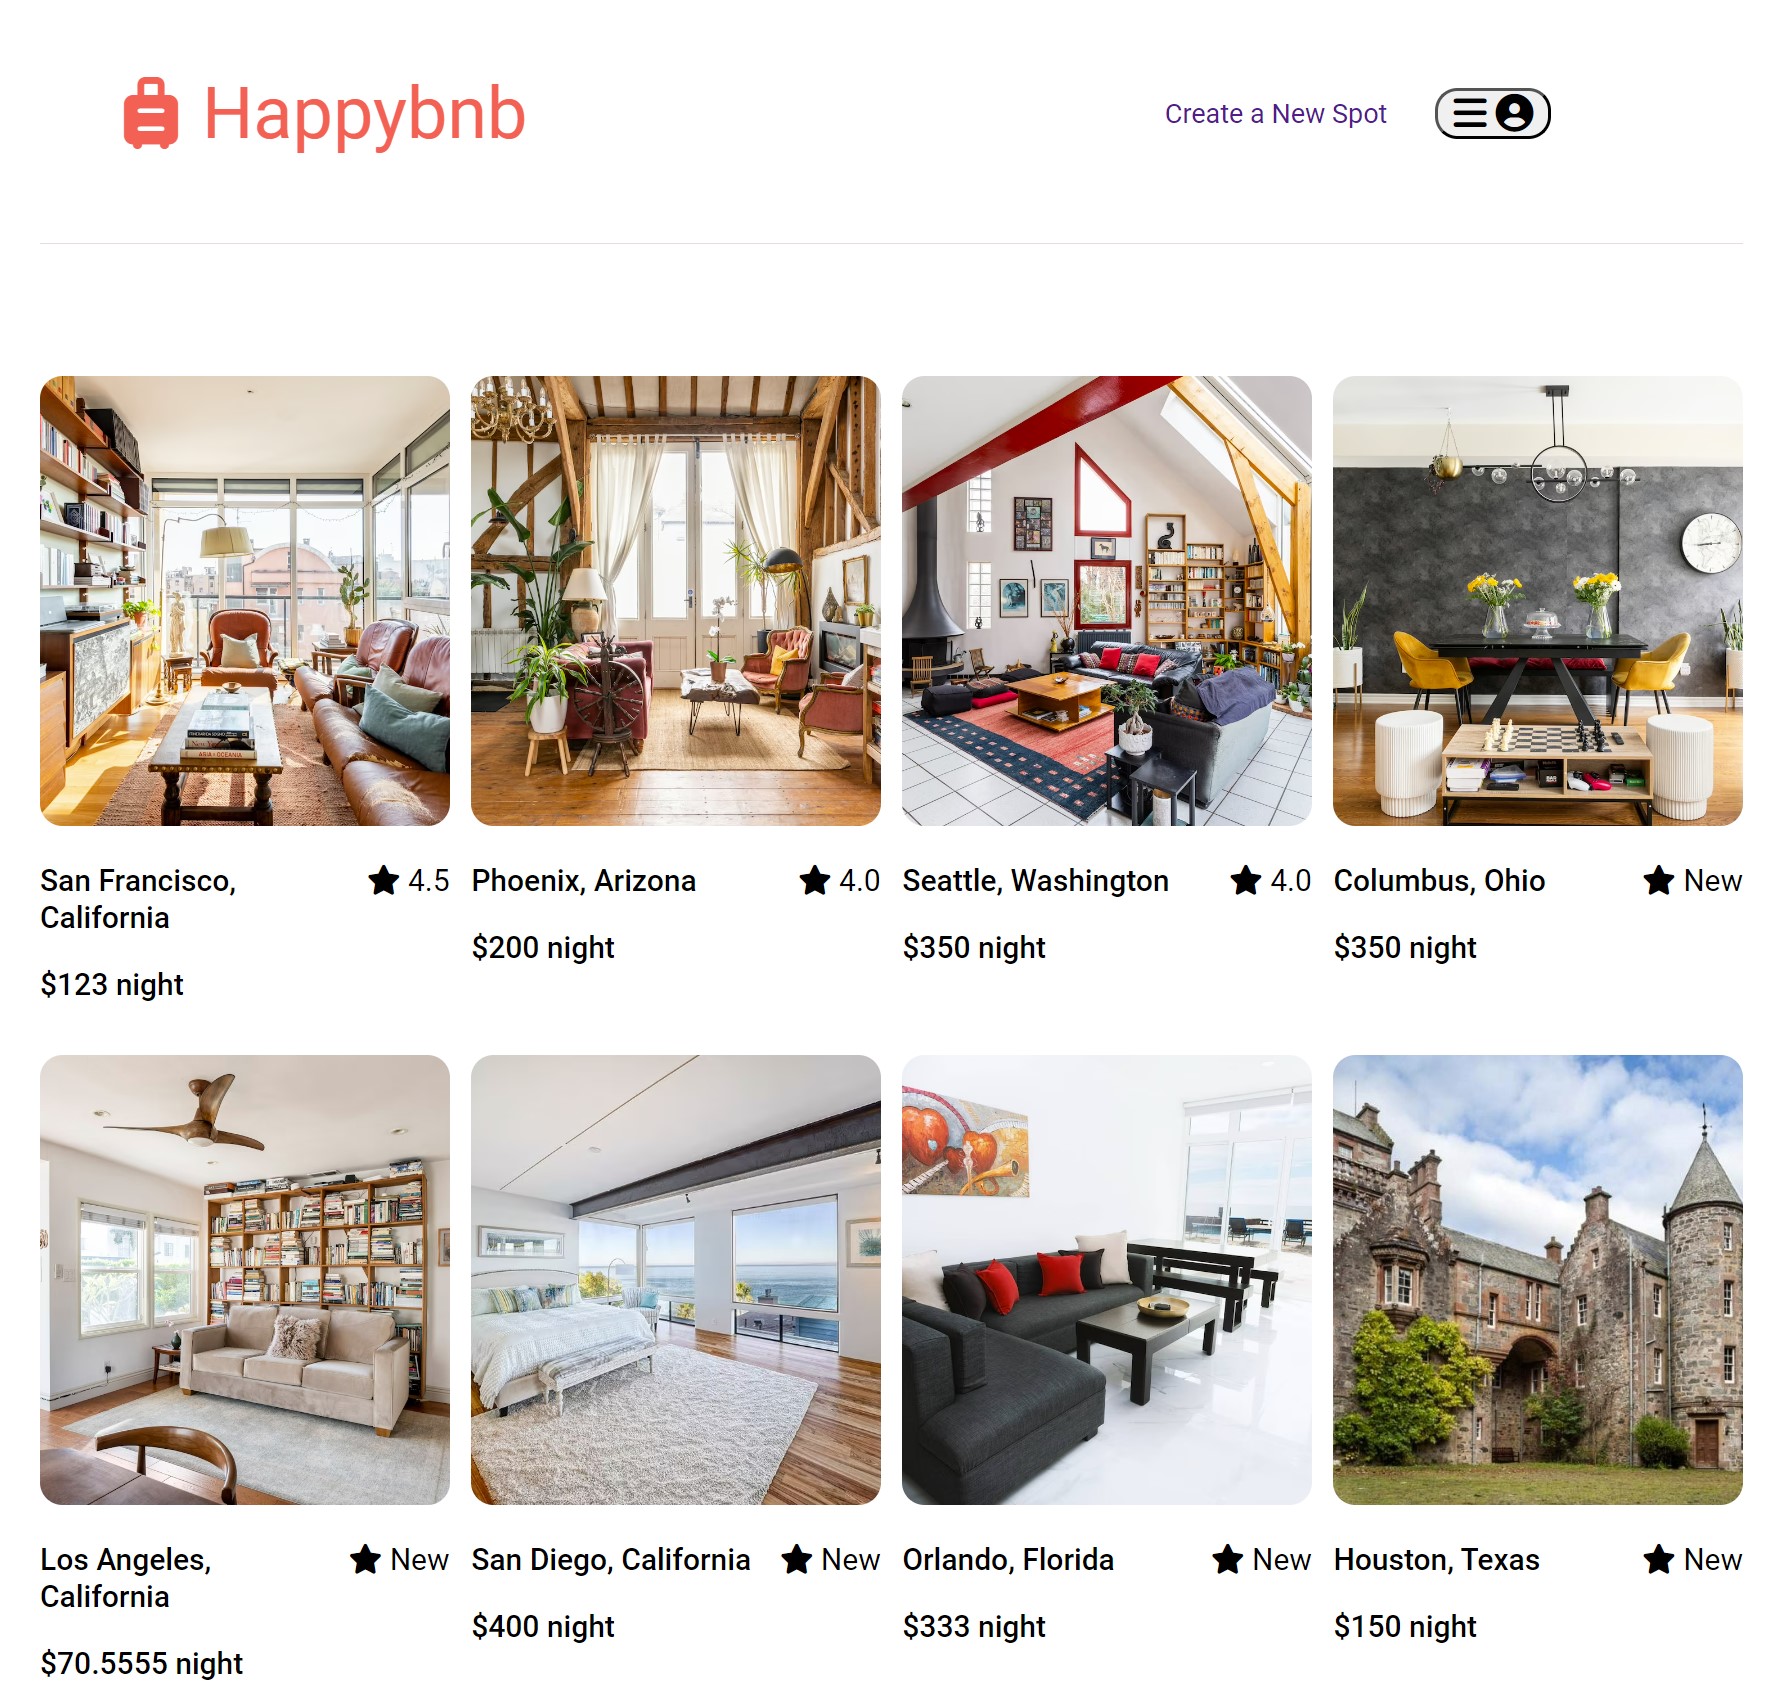 Happybnb
Create a New Spot
San Francisco,
California
4.5
$123 night
Phoenix, Arizona
4.0
$200 night
Seattle, Washington
4.0
$350 night
Columbus, Ohio
New
$350 night
Los Angeles,
California
New
$70.5555 night
San Diego, California
New
$400 night
Orlando, Florida
New
$333 night
Houston, Texas
New
$150 night